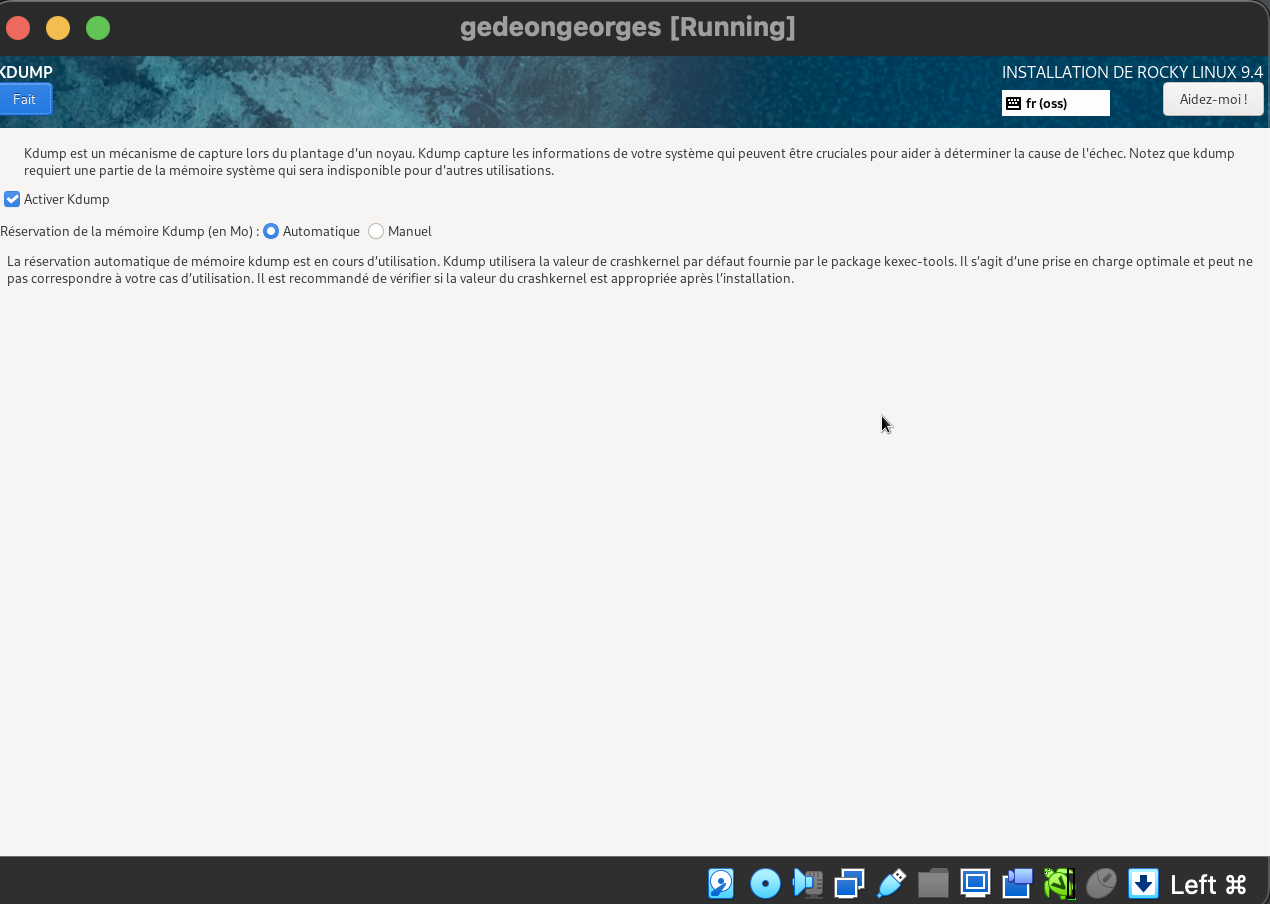 gedeongeorges [Running]
KDUMP
INSTALLATION DE ROCKY LINUX 9.4
Fait
fr (oss)
Aidez-moi !
Kdump est un mécanisme de capture lors du plantage d'un noyau. Kdump capture les informations de votre système qui peuvent être cruciales pour aider à déterminer la cause de l'échec. Notez que kdump
requiert une partie de la mémoire système qui sera indisponible pour d'autres utilisations.
Activer Kdump
Réservation de la mémoire Kdump (en Mo) : Automatique Manuel
La réservation automatique de mémoire kdump est en cours d’utilisation. Kdump utilisera la valeur de crashkernel par défaut fournie par le package kexec-tools. Il s’agit d’une prise en charge optimale et peut ne
pas correspondre à votre cas d’utilisation. Il est recommandé de vérifier si la valeur du crashkernel est appropriée après l’installation.
Left ⌘